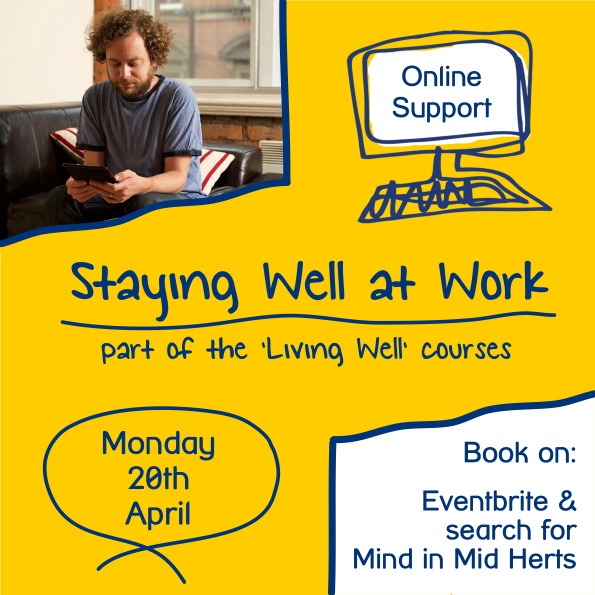 Online
Support
Staying Well at Work
part of the 'Living Well' courses
Monday
20th
April
Book on:
Eventbrite &
search for
Mind in Mid Herts